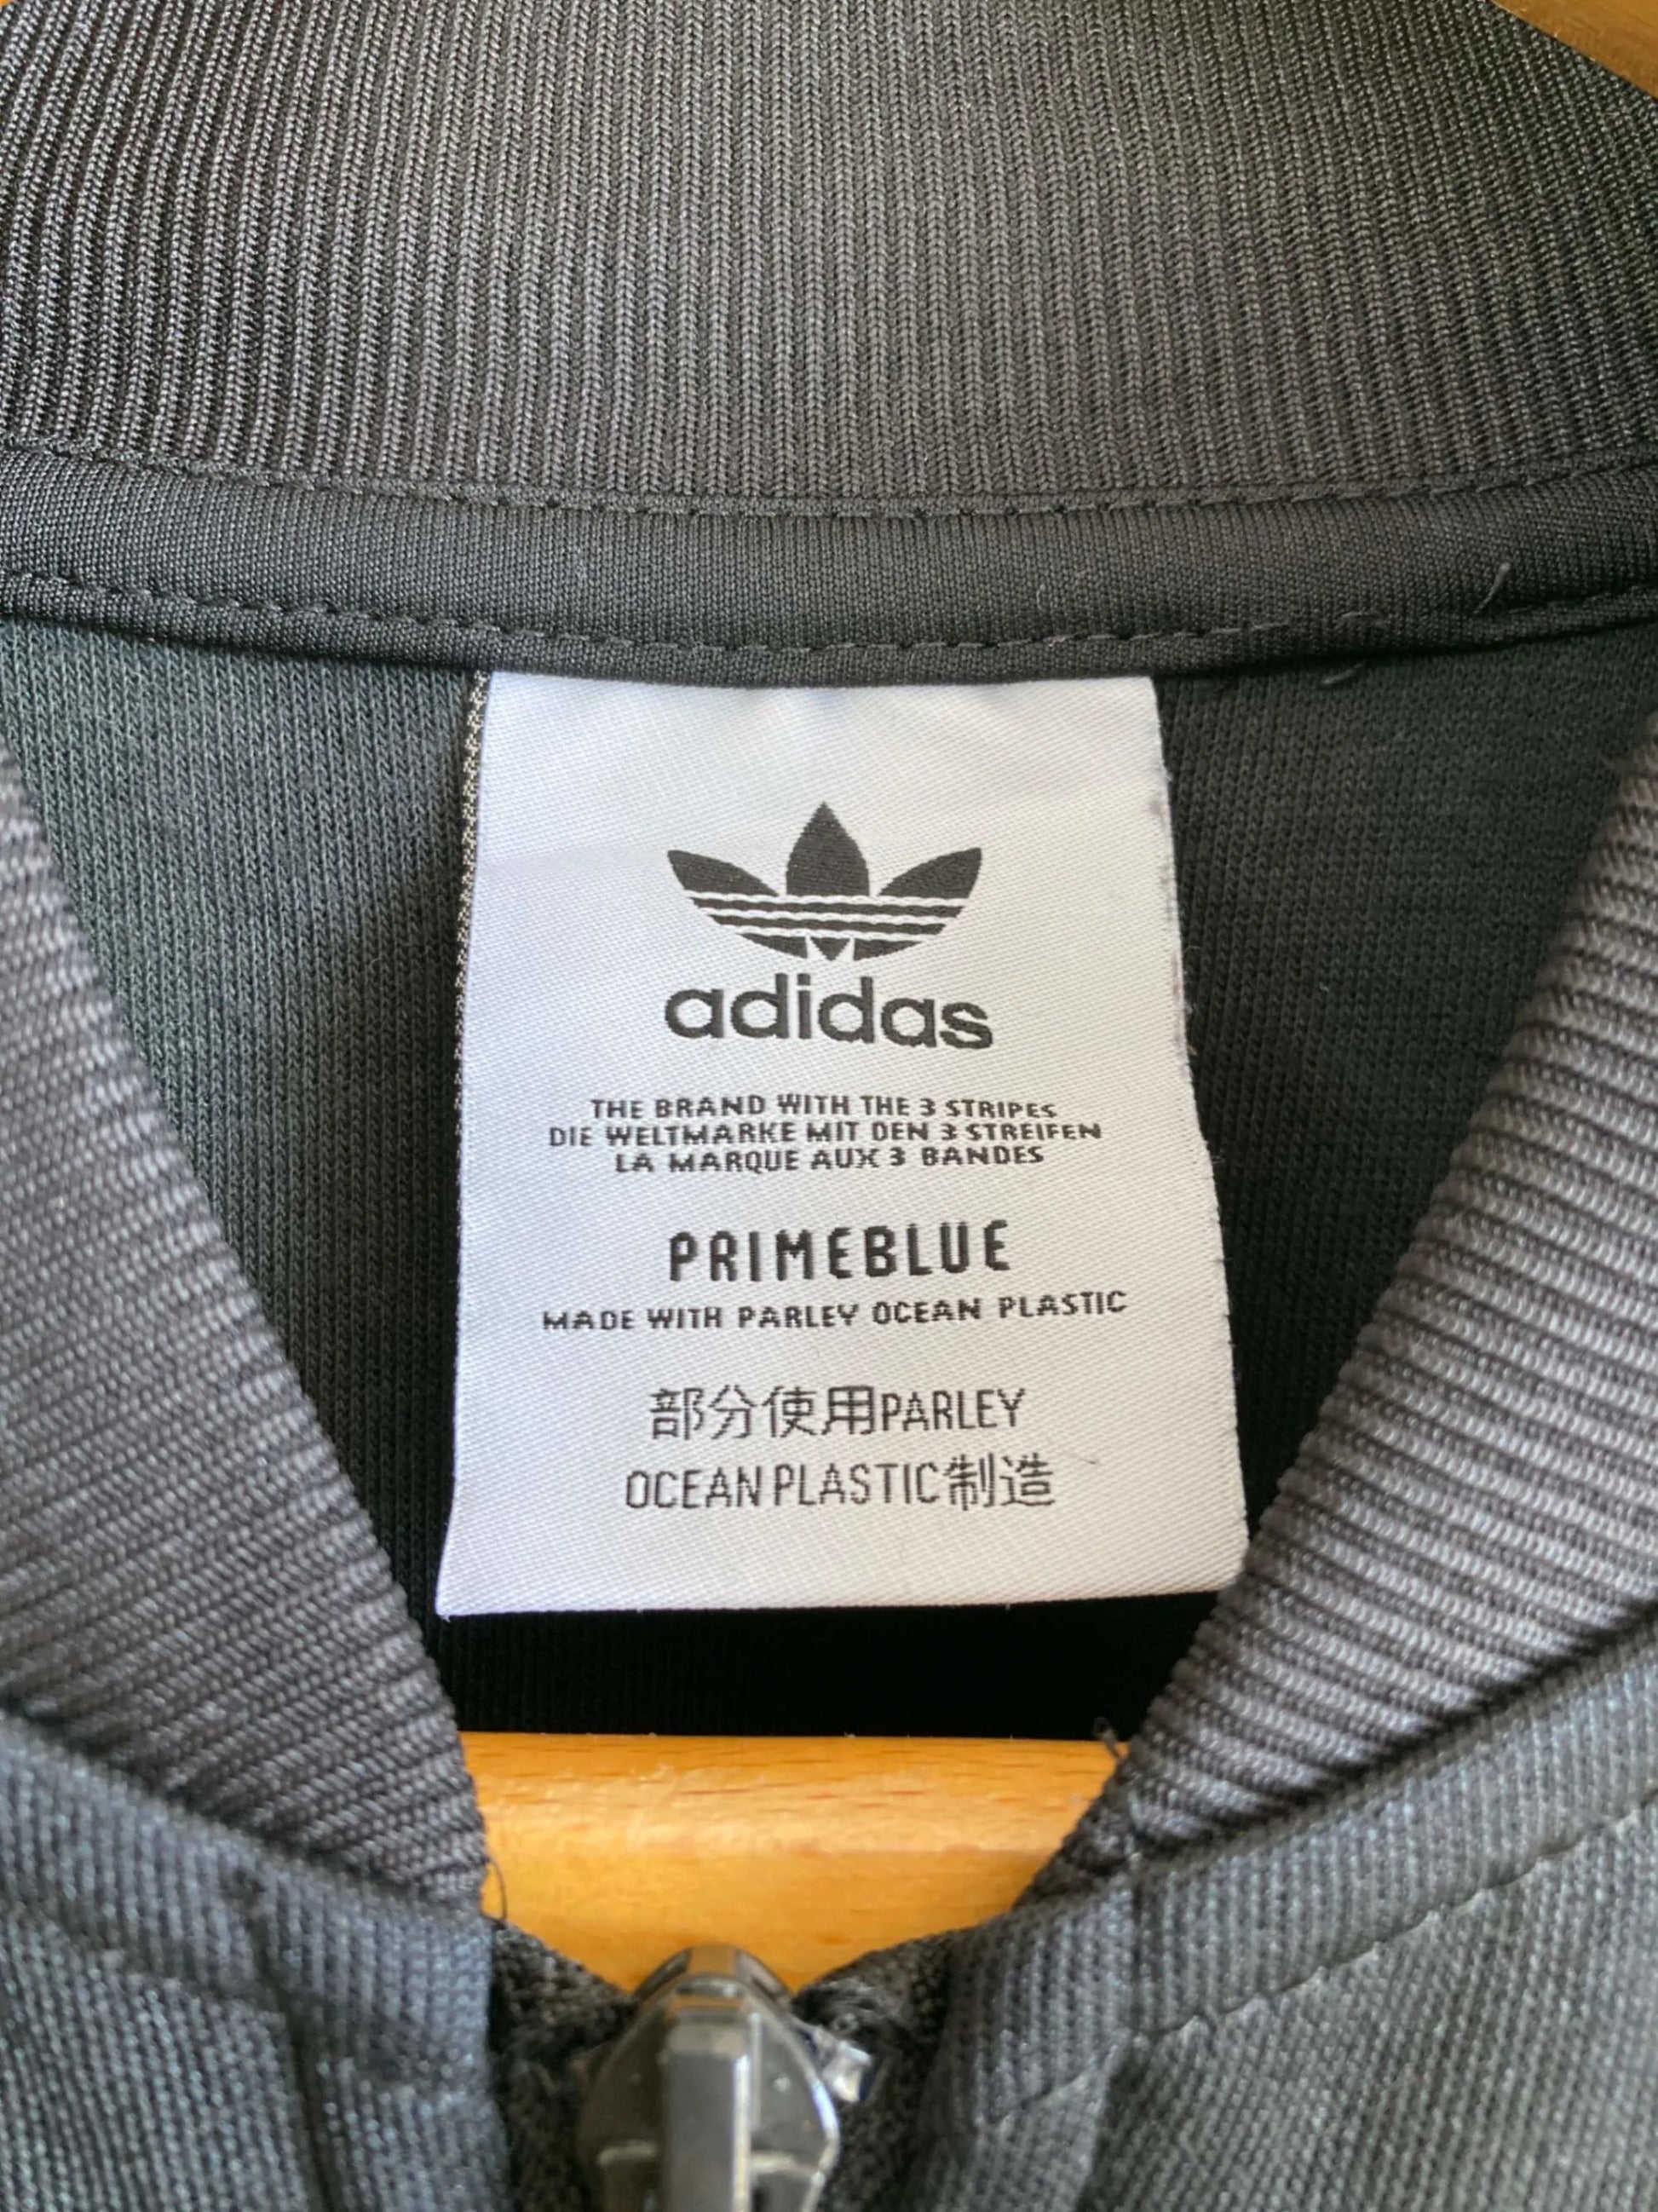 adidas
THE BRAND WITH THE 3 STRIPES
DIE WELTMARKE MIT DEN 3 STREIFEN
LA MARQUE AUX 3 BANDES
PRIMEBLUE
MADE WITH PARLEY OCEAN PLASTIC
部分使用PARLEY
OCEAN PLASTIC制造